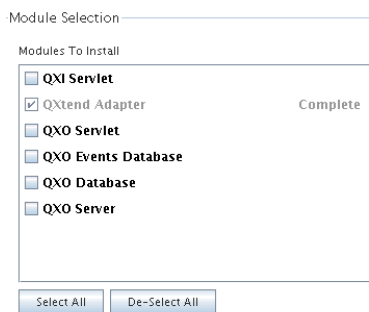 Module Selection
Modules To Install
QXI Servlet
QXtend Adapter Complete
QXO Servlet
QXO Events Database
QXO Database
QXO Server
Select All De-Select All